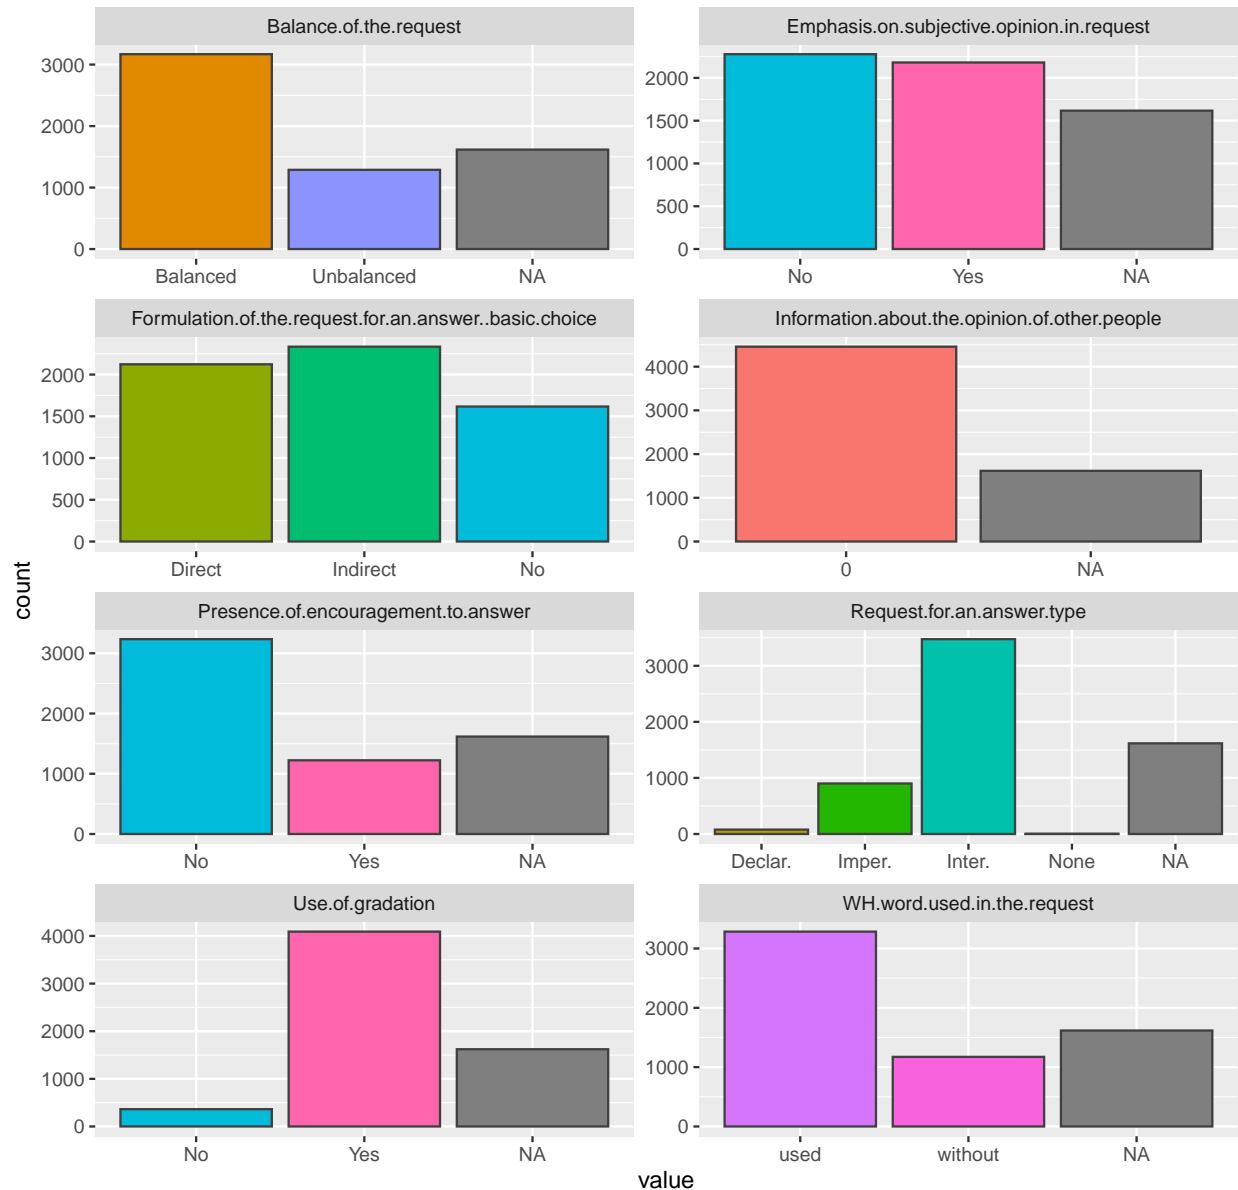 Balance.of.the.request
3000
2000
1000
0
Balanced Unbalanced NA
Emphasis.on.subjective.opinion.in.request
2000
1500
1000
500
0
No Yes NA
Formulation.of.the.request.for.an.answer..basic.choice
2000
1500
1000
500
0
Direct Indirect No
Information.about.the.opinion.of.other.people
4000
3000
2000
1000
0
0 NA
count
Presence.of.encouragement.to.answer
3000
2000
1000
0
No Yes NA
Request.for.an.answer.type
3000
2000
1000
0
Declar. Imper. Inter. None NA
Use.of.gradation
4000
3000
2000
1000
0
No Yes NA
WH.word.used.in.the.request
3000
2000
1000
0
used without NA
value